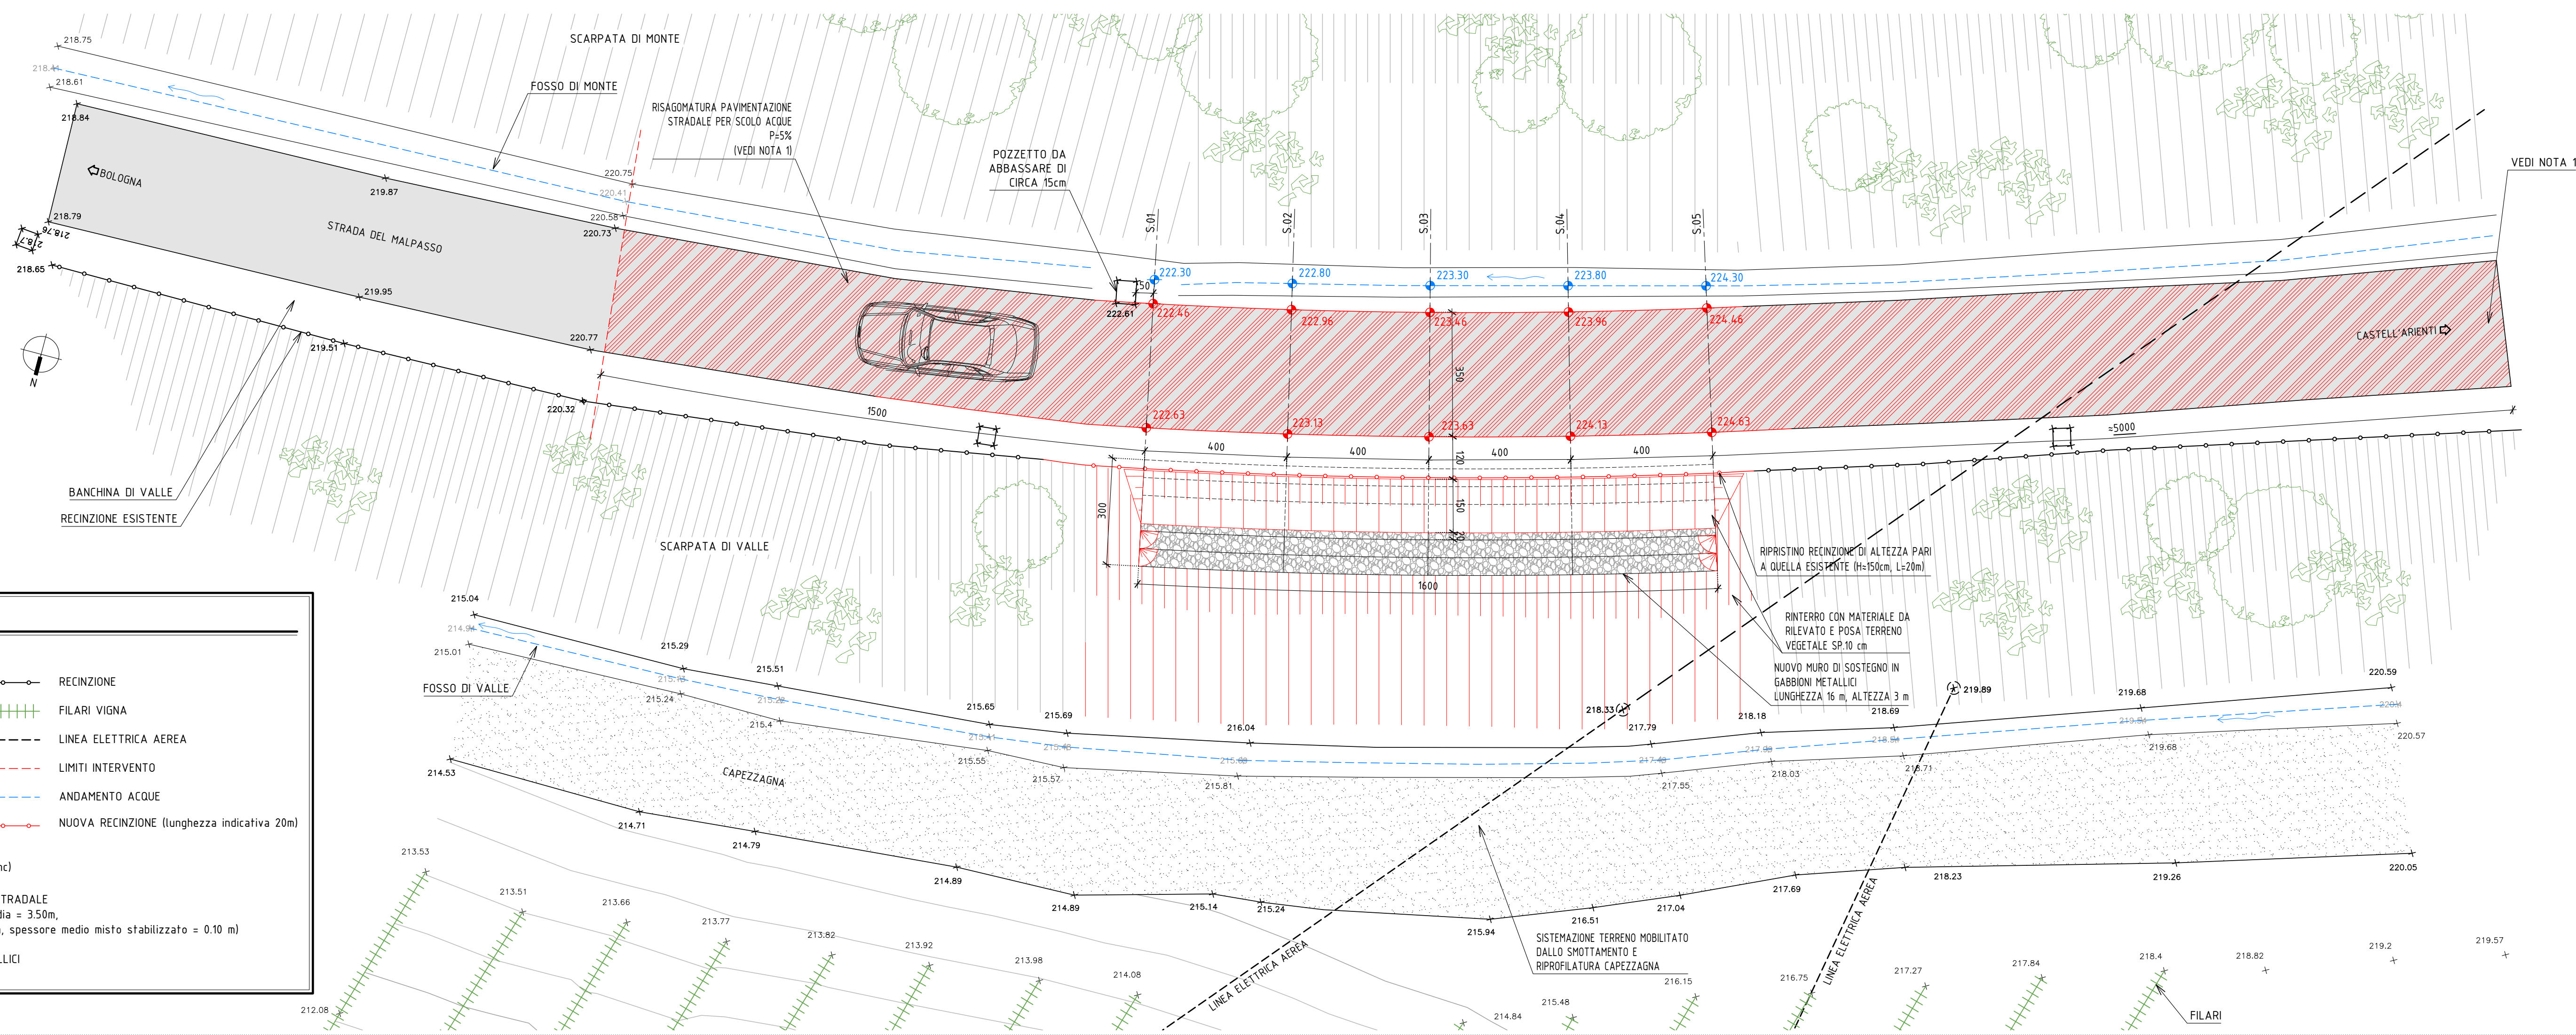 218.75
218.61
218.84
SCARPATA DI MONTE
FOSSO DI MONTE
RISAGOMATURA PAVIMENTAZIONE
STRADALE PER SCOLO ACQUE
P=5%
(VEDI NOTA 1)
POZZETTO DA
ABBASSARE DI
CIRCA 15cm
VEDI NOTA 1
BOLOGNA
STRADA DEL MALPASSO
CASTELL'ARIENTI
219.87
220.75
220.41
220.58
220.73
218.79
218.76
218.65
219.95
219.51
220.77
220.32
N
S.01
S.02
S.03
S.04
S.05
222.30
222.80
223.30
223.80
224.30
50
222.61
222.46
222.96
223.46
223.96
224.46
350
222.63
223.13
223.63
224.13
224.63
1500
400
400
400
400
≈5000
120
150
20
300
1600
BANCHINA DI VALLE
RECINZIONE ESISTENTE
SCARPATA DI VALLE
RIPRISTINO RECINZIONE DI ALTEZZA PARI
A QUELLA ESISTENTE (H=150cm, L=20m)
RINTERRO CON MATERIALE DA
RILEVATO E POSA TERRENO
VEGETALE SP.10 cm
NUOVO MURO DI SOSTEGNO IN
GABBIONI METALLICI
LUNGHEZZA 16 m, ALTEZZA 3 m
FOSSO DI VALLE
CAPEZZAGNA
215.04
215.01
215.29
215.24
215.51
215.4
215.65
215.55
215.69
215.57
216.04
215.81
218.33
217.79
217.55
218.18
218.03
218.69
218.71
219.89
219.68
219.68
220.59
220.57
214.53
214.71
214.79
214.89
214.89
215.14
215.24
215.94
216.51
217.04
217.69
218.23
219.26
220.05
SISTEMAZIONE TERRENO MOBILITATO
DALLO SMOTTAMENTO E
RIPROFILATURA CAPEZZAGNA
LINEA ELETTRICA AEREA
LINEA ELETTRICA AEREA
213.53
213.51
213.66
213.77
213.82
213.92
213.98
214.08
212.08
214.84
215.48
216.15
216.75
217.27
217.84
218.4
218.82
219.2
219.57
FILARI
RECINZIONE
FILARI VIGNA
LINEA ELETTRICA AEREA
LIMITI INTERVENTO
ANDAMENTO ACQUE
NUOVA RECINZIONE (lunghezza indicativa 20m)
nc)
TRADALE
dia = 3.50m,
, spessore medio misto stabilizzato = 0.10 m)
LLICI